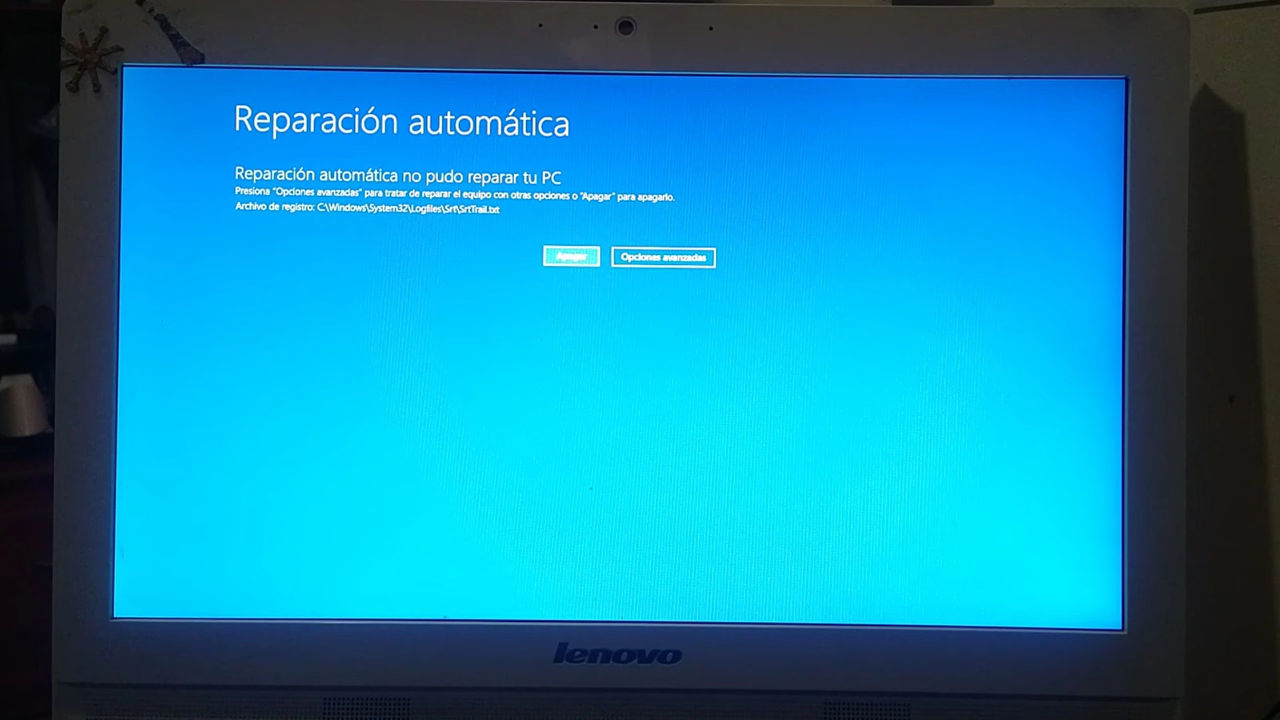 Reparación automática
Reparación automática no pudo reparar tu PC
Presiona "Opciones avanzadas" para tratar de reparar el equipo con otras opciones o "Apagar" para apagarlo.
Archivo de registro: C:\Windows\System32\Logfiles\Srt\SrtTrail.txt
Apagar
Opciones avanzadas
lenovo